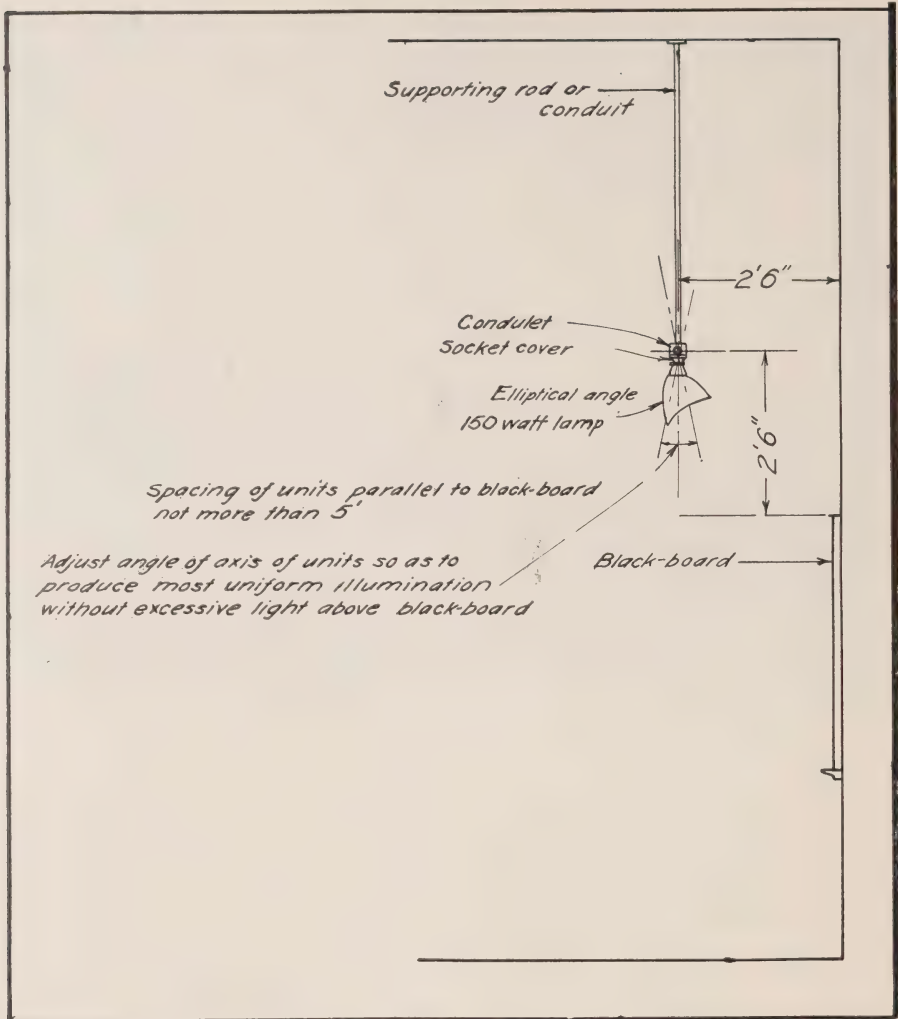 Supporting rod or
conduit
2'6"
Condulet
Socket cover
Elliptical angle
150 watt lamp
2'6"
Spacing of units parallel to black-board
not more than 5'
Adjust angle of axis of units so as to
produce most uniform illumination
without excessive light above black-board
Black-board